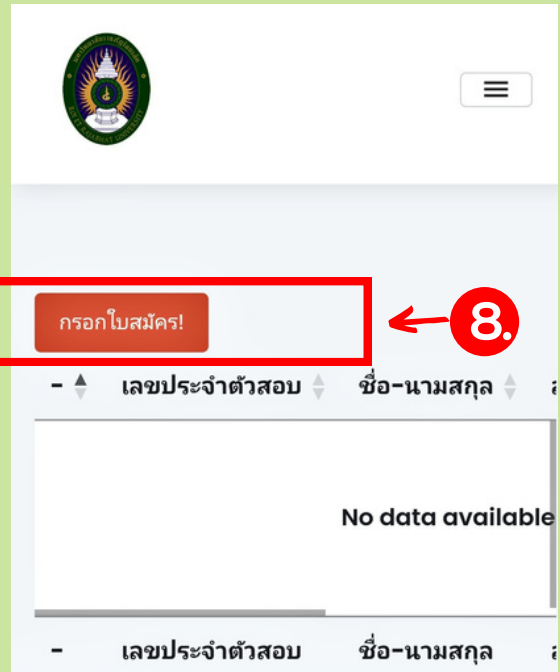 กรอกใบสมัคร!
8.
- เลขประจำตัวสอบ ชื่อ-นามสกุล
No data available
- เลขประจำตัวสอบ ชื่อ-นามสกุล